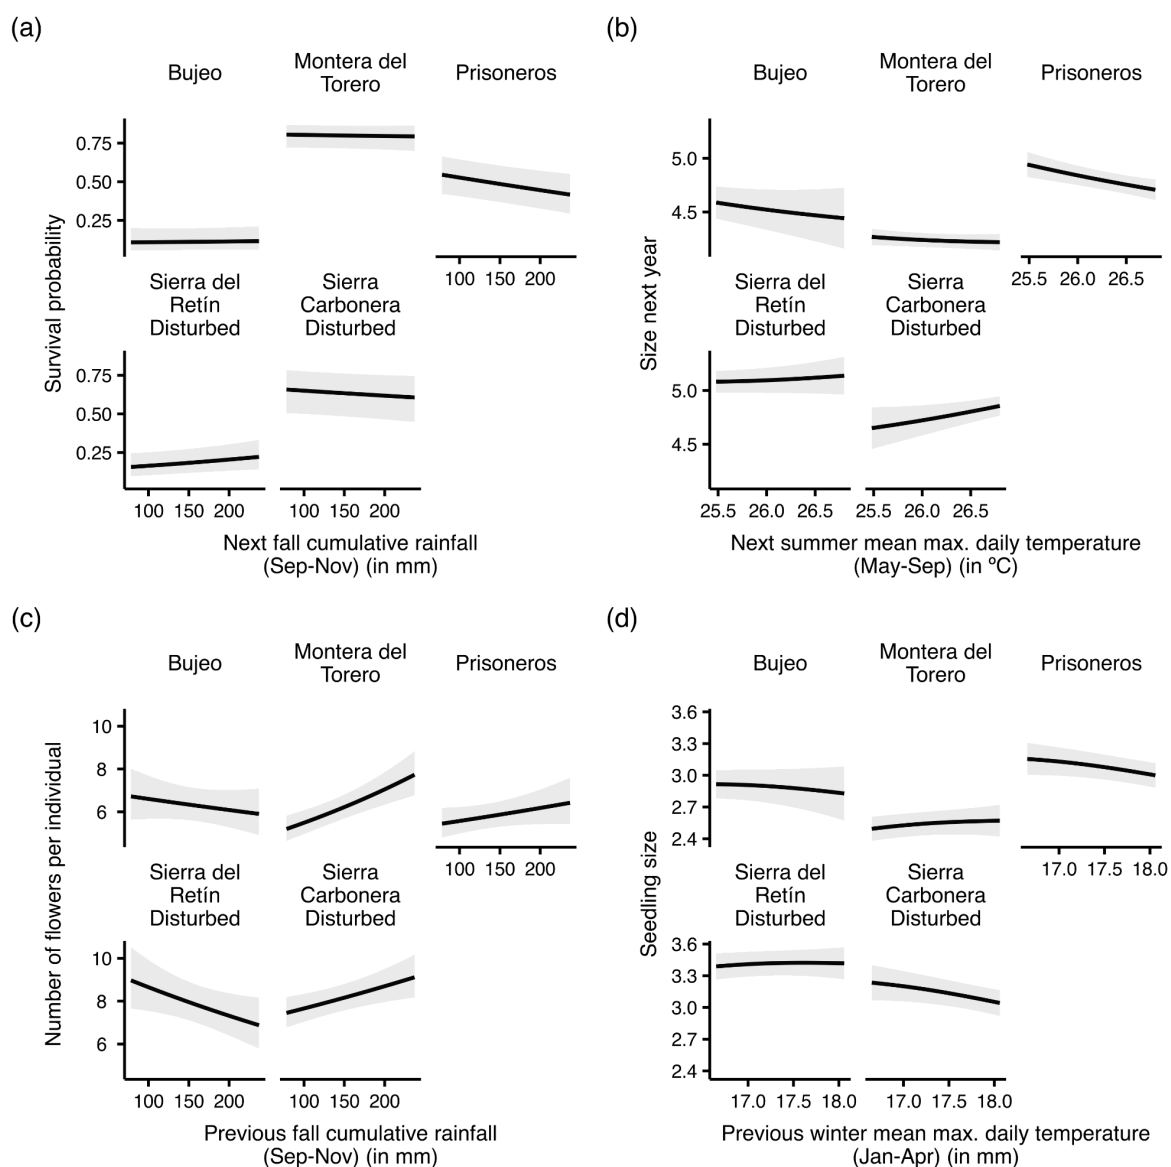 (a)
Bujeo
Montera del
Torero
Prisoneros
Survival probability
0.75
0.50
0.25
100 150 200
Sierra del
Retín
Disturbed
Sierra
Carbonera
Disturbed
0.75
0.50
0.25
100 150 200
100 150 200
Next fall cumulative rainfall
(Sep-Nov) (in mm)
(b)
Bujeo
Montera del
Torero
Prisoneros
Size next year
5.0
4.5
25.5 26.0 26.5
Sierra del
Retín
Disturbed
Sierra
Carbonera
Disturbed
5.0
4.5
25.5 26.0 26.5
25.5 26.0 26.5
Next summer mean max. daily temperature
(May-Sep) (in ºC)
(c)
Bujeo
Montera del
Torero
Prisoneros
Number of flowers per individual
10
8
6
100 150 200
Sierra del
Retín
Disturbed
Sierra
Carbonera
Disturbed
10
8
6
100 150 200
100 150 200
Previous fall cumulative rainfall
(Sep-Nov) (in mm)
(d)
Bujeo
Montera del
Torero
Prisoneros
Seedling size
3.6
3.3
3.0
2.7
2.4
17.0 17.5 18.0
Sierra del
Retín
Disturbed
Sierra
Carbonera
Disturbed
3.6
3.3
3.0
2.7
2.4
17.0 17.5 18.0
17.0 17.5 18.0
Previous winter mean max. daily temperature
(Jan-Apr) (in mm)